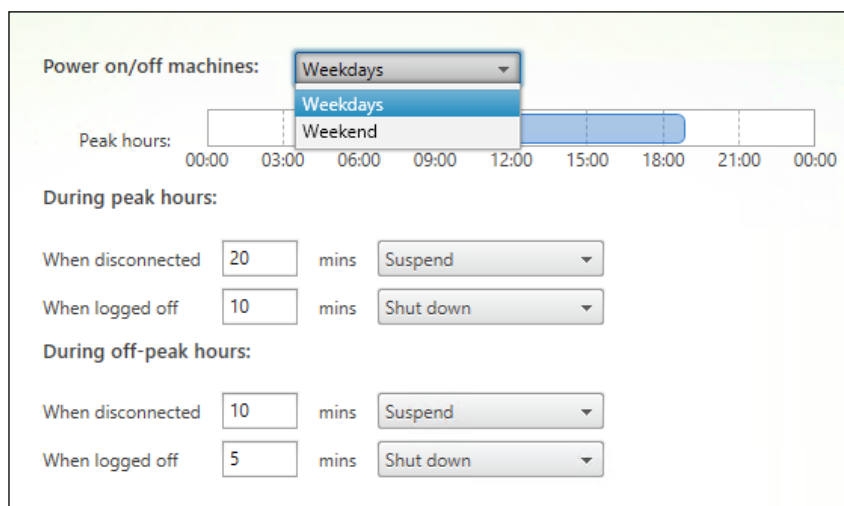 Power on/off machines: Weekdays
Weekdays
Weekend
Peak hours:
00:00 03:00 06:00 09:00 12:00 15:00 18:00 21:00 00:00
During peak hours:
When disconnected 20 mins Suspend
When logged off 10 mins Shut down
During off-peak hours:
When disconnected 10 mins Suspend
When logged off 5 mins Shut down